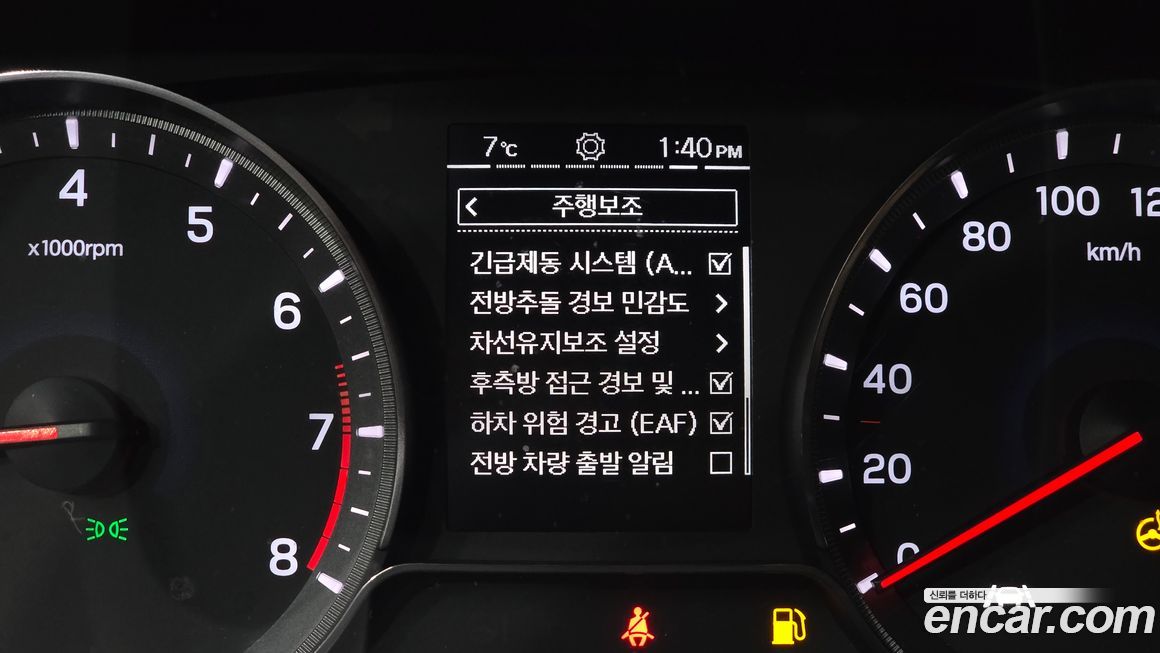 7℃ 1:40 PM
주행보조
긴급제동 시스템 (A...
전방추돌 경보 민감도
차선유지보조 설정
후측방 접근 경보 및 ...
하차 위험 경고 (EAF)
전방 차량 출발 알림
4
5
6
7
8
x1000rpm
0
20
40
60
80
100
12
km/h
신뢰를 더하다
encar.com